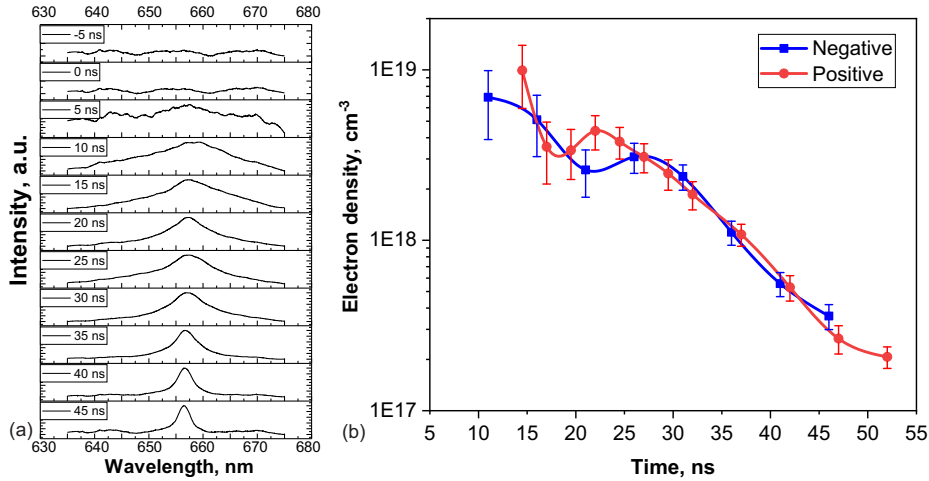 630 640 650 660 670 680
-5 ns
0 ns
5 ns
10 ns
15 ns
20 ns
25 ns
30 ns
35 ns
40 ns
45 ns
Intensity, a.u.
630 640 650 660 670 680
(a)
Wavelength, nm
Negative
Positive
1E19
1E18
1E17
Electron density, cm⁻³
5 10 15 20 25 30 35 40 45 50 55
(b)
Time, ns